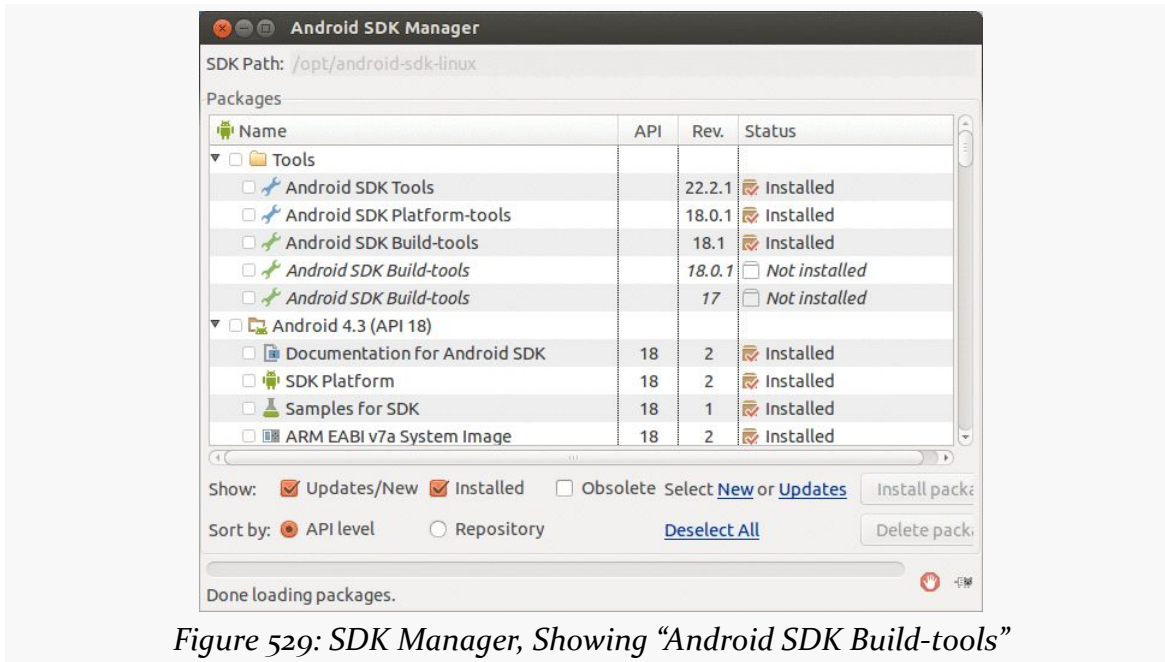 Android SDK Manager
SDK Path: /opt/android-sdk-linux
Packages
Name API Rev. Status
Tools
Android SDK Tools 22.2.1 Installed
Android SDK Platform-tools 18.0.1 Installed
Android SDK Build-tools 18.1 Installed
Android SDK Build-tools 18.0.1 Not installed
Android SDK Build-tools 17 Not installed
Android 4.3 (API 18)
Documentation for Android SDK 18 2 Installed
SDK Platform 18 2 Installed
Samples for SDK 18 1 Installed
ARM EABI v7a System Image 18 2 Installed
Show: Updates/New Installed Obsolete Select New or Updates Install packa
Sort by: API level Repository Deselect All Delete packa
Done loading packages.
Figure 529: SDK Manager, Showing “Android SDK Build-tools”